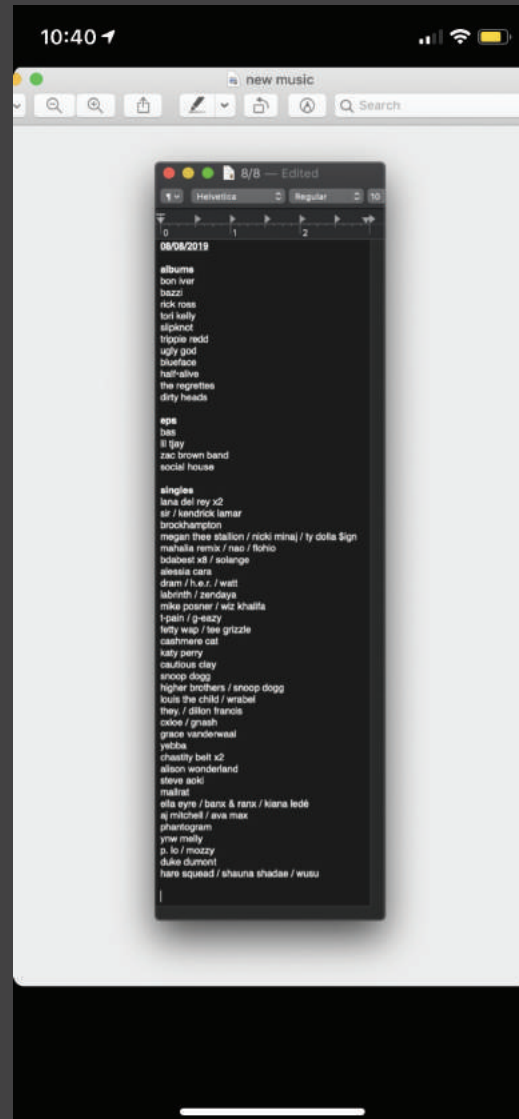 10:40
new music
Search
8/8 — Edited
¶ Helvetica Regular 10
0 1 2
08/08/2019
albums
bon iver
bazzi
rick ross
tori kelly
slipknot
trippie redd
ugly god
blueface
half-alive
the regrettes
dirty heads
eps
bas
lil tjay
zac brown band
social house
singles
lana del rey x2
sir / kendrick lamar
brockhampton
megan thee stallion / nicki minaj / ty dolla $ign
mahalia remix / nao / flohio
bdabest x8 / solange
alessia cara
dram / h.e.r. / watt
labrinth / zendaya
mike posner / wiz khalifa
t-pain / g-eazy
fetty wap / tee grizzle
cashmere cat
katy perry
cautious clay
snoop dogg
higher brothers / snoop dogg
louis the child / wrabel
they. / dillon francis
cxloe / gnash
grace vanderwaal
yebba
chastity belt x2
alison wonderland
steve aoki
mallrat
ella eyre / banx & ranx / kiana ledé
aj mitchell / ava max
phantogram
ynw melly
p. lo / mozzy
duke dumont
hare squead / shauna shadae / wusu